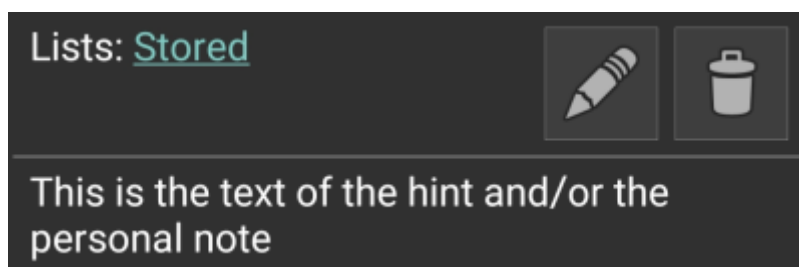 Lists: Stored
This is the text of the hint and/or the
personal note